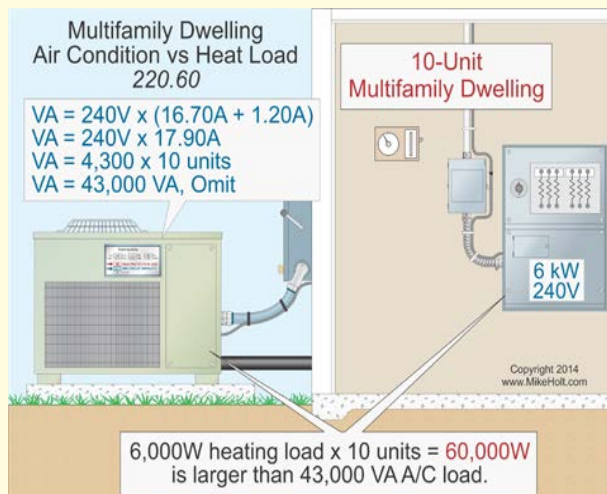 Multifamily Dwelling
Air Condition vs Heat Load
220.60
VA = 240V x (16.70A + 1.20A)
VA = 240V x 17.90A
VA = 4,300 x 10 units
VA = 43,000 VA, Omit
10-Unit
Multifamily Dwelling
6 kW
240V
Copyright 2014
www.MikeHolt.com
6,000W heating load x 10 units = 60,000W
is larger than 43,000 VA A/C load.